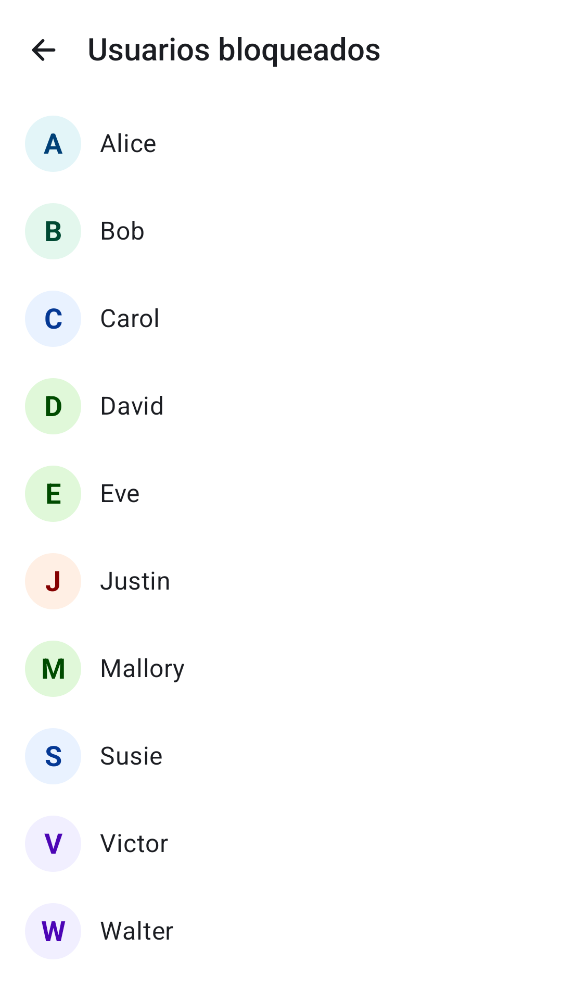 Usuarios bloqueados
A Alice
B Bob
C Carol
D David
E Eve
J Justin
M Mallory
S Susie
V Victor
W Walter